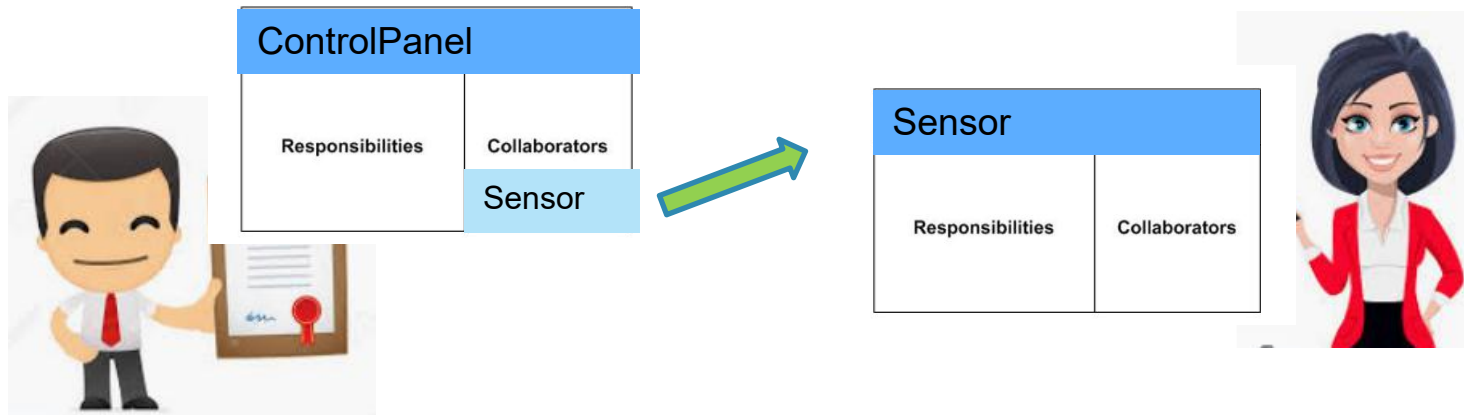 ControlPanel
Responsibilities
Collaborators
Sensor
Sensor
Responsibilities
Collaborators